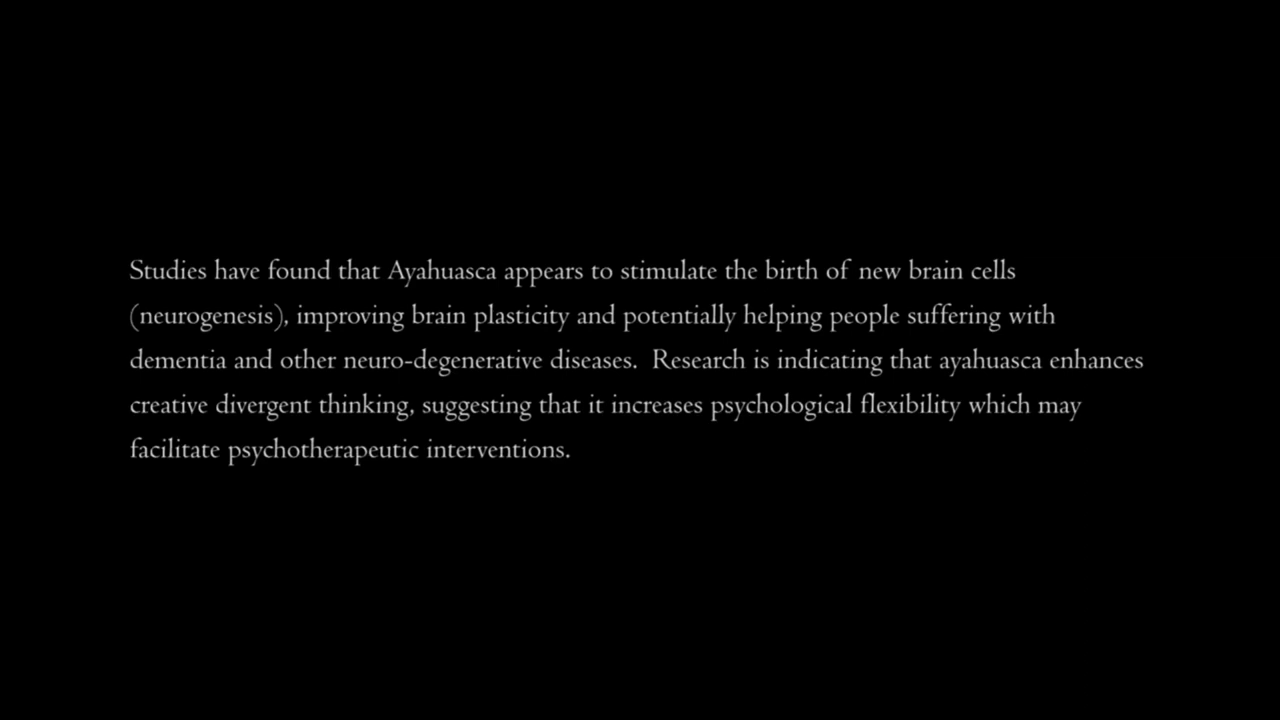 Studies have found that Ayahuasca appears to stimulate the birth of new brain cells
(neurogenesis), improving brain plasticity and potentially helping people suffering with
dementia and other neuro-degenerative diseases.  Research is indicating that ayahuasca enhances
creative divergent thinking, suggesting that it increases psychological flexibility which may
facilitate psychotherapeutic interventions.